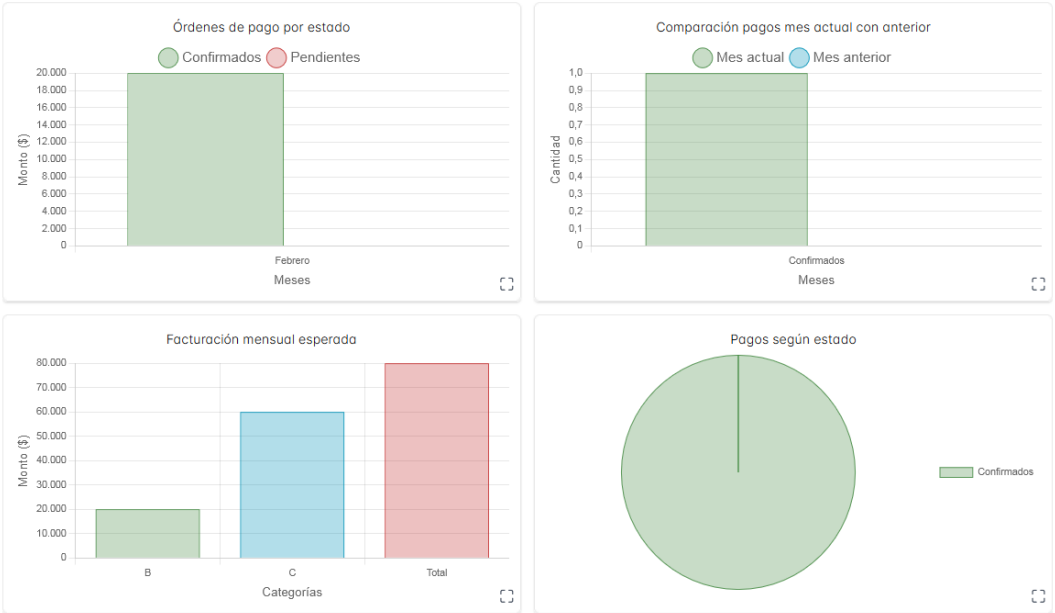 Órdenes de pago por estado
Confirmados Pendientes
20.000
18.000
16.000
14.000
12.000
10.000
8.000
6.000
4.000
2.000
0
Monto ($)
Febrero
Meses
Comparación pagos mes actual con anterior
Mes actual Mes anterior
1,0
0,9
0,8
0,7
0,6
0,5
0,4
0,3
0,2
0,1
0
Cantidad
Confirmados
Meses
Facturación mensual esperada
80.000
70.000
60.000
50.000
40.000
30.000
20.000
10.000
0
Monto ($)
B C Total
Categorías
Pagos según estado
Confirmados